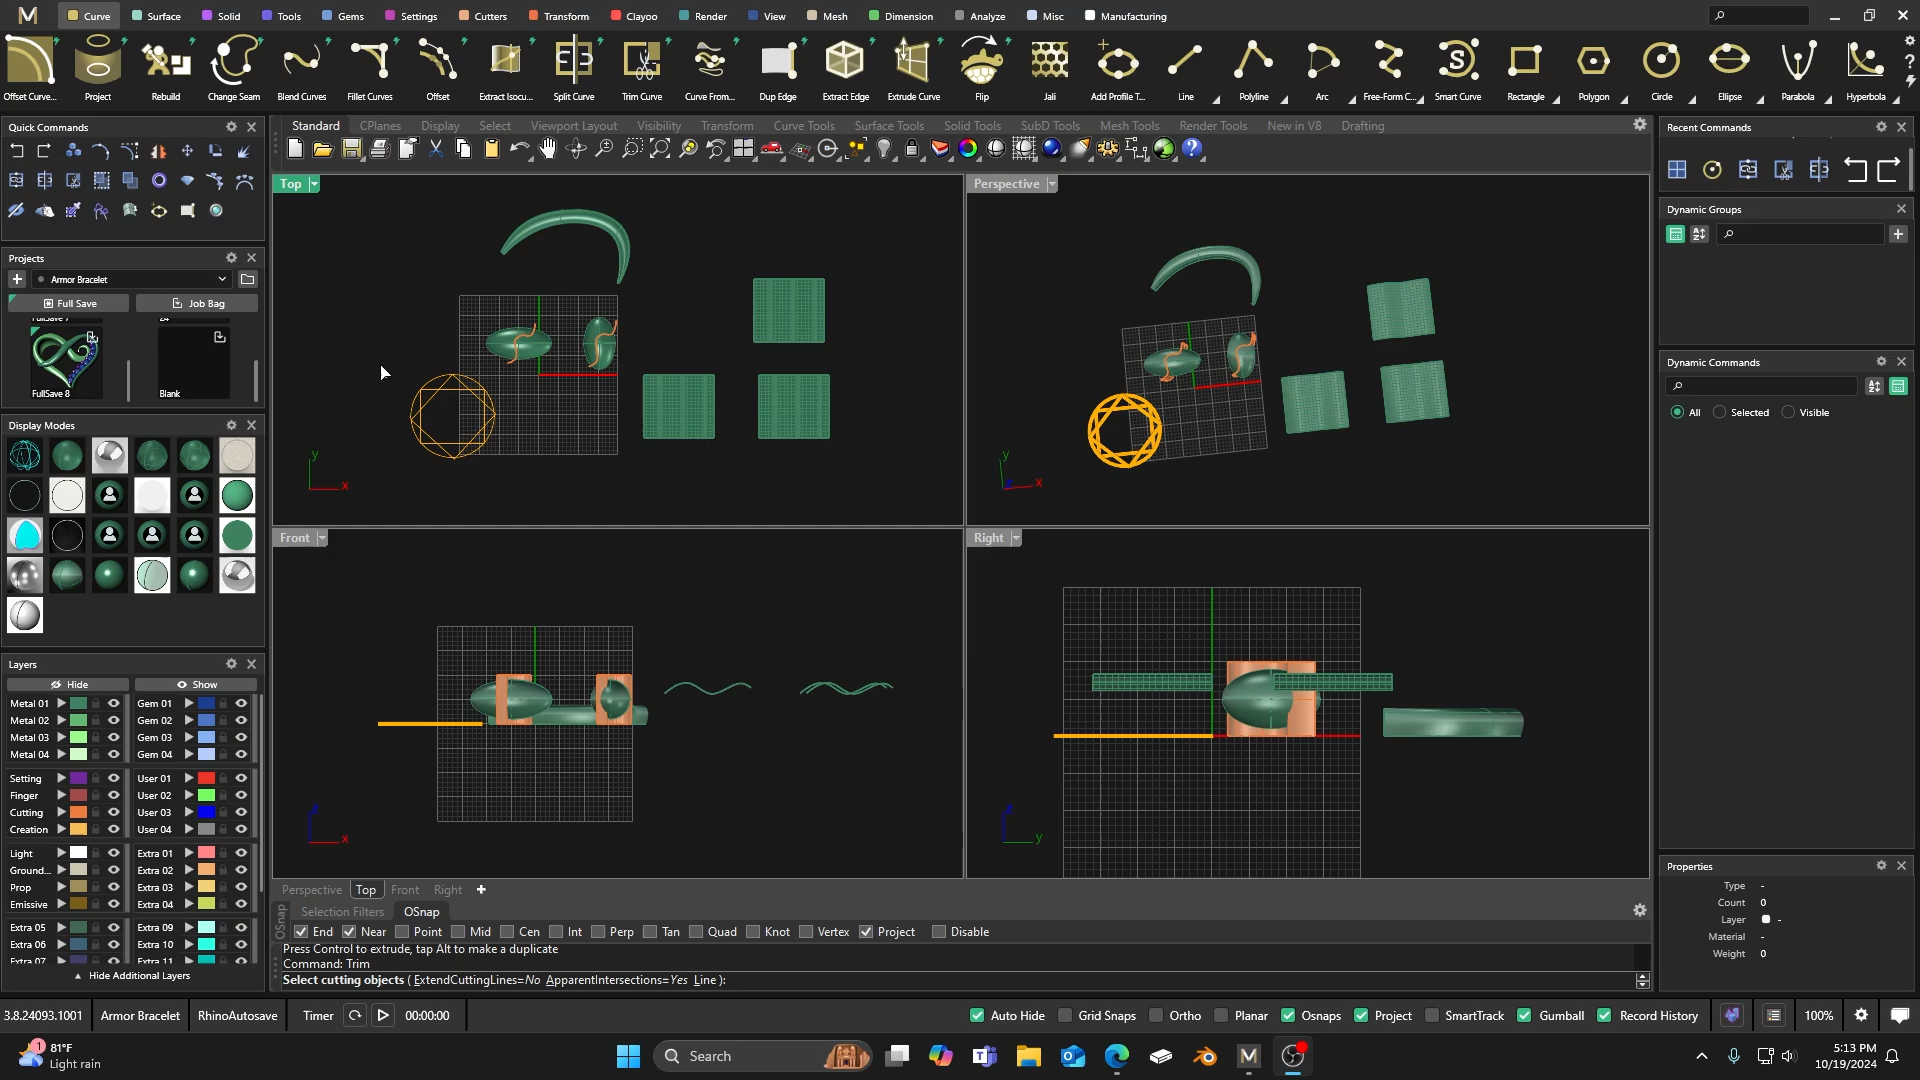 Curve Surface Solid Tools Gems Settings Cutters Transform Clayoo Render View Mesh Dimension Analyze Misc Manufacturing
Offset Curve... Project Rebuild Change Seam Blend Curves Fillet Curves Offset Extract Isocu... Split Curve Trim Curve Curve From... Dup Edge Extract Edge Extrude Curve Flip Jali Add Profile T... Line Polyline Arc Free-Form C... Smart Curve Rectangle Polygon Circle Ellipse Parabola Hyperbola
Quick Commands
Standard CPlanes Display Select Viewport Layout Visibility Transform Curve Tools Surface Tools Solid Tools SubD Tools Mesh Tools Render Tools New in V8 Drafting
Recent Commands
Top
Perspective
Dynamic Groups
Projects
Armor Bracelet
Full Save Job Bag
FullSave 7 24
FullSave 8 Blank
Dynamic Commands
All Selected Visible
Display Modes
y
x
y
x
Front
Right
Layers
Hide Show
Metal 01 Gem 01
Metal 02 Gem 02
Metal 03 Gem 03
Metal 04 Gem 04
Setting User 01
Finger User 02
Cutting User 03
Creation User 04
Light Extra 01
Ground... Extra 02
Prop Extra 03
Emissive Extra 04
Extra 05 Extra 09
Extra 06 Extra 10
Extra 07 Extra 11
Hide Additional Layers
x
y
Perspective Top Front Right
OSnap
Selection Filters OSnap
End Near Point Mid Cen Int Perp Tan Quad Knot Vertex Project Disable
Press Control to extrude, tap Alt to make a duplicate
Command: Trim
Select cutting objects ( ExtendCuttingLines=No ApparentIntersections=Yes Line ):
Properties
Type -
Count 0
Layer -
Material -
Weight 0
3.8.24093.1001 Armor Bracelet RhinoAutosave Timer 00:00:00 Auto Hide Grid Snaps Ortho Planar Osnaps Project SmartTrack Gumball Record History 100%
1
81°F
Light rain
Search
5:13 PM
10/19/2024